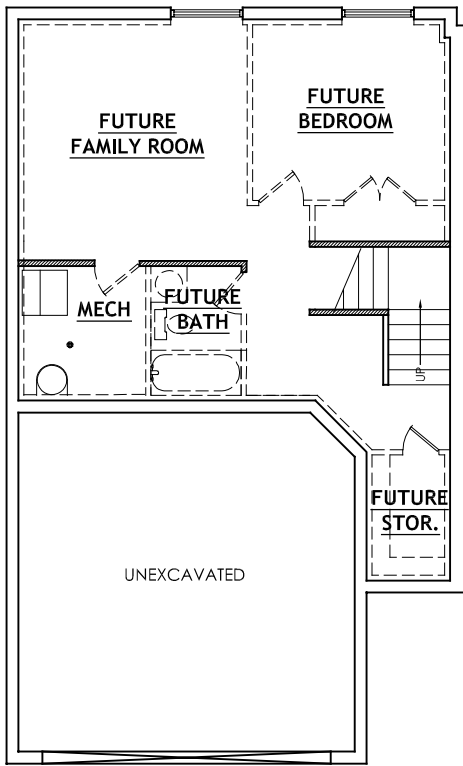 FUTURE
BEDROOM
FUTURE
FAMILY ROOM
FUTURE
BATH
MECH
UP
FUTURE
STOR.
UNEXCAVATED